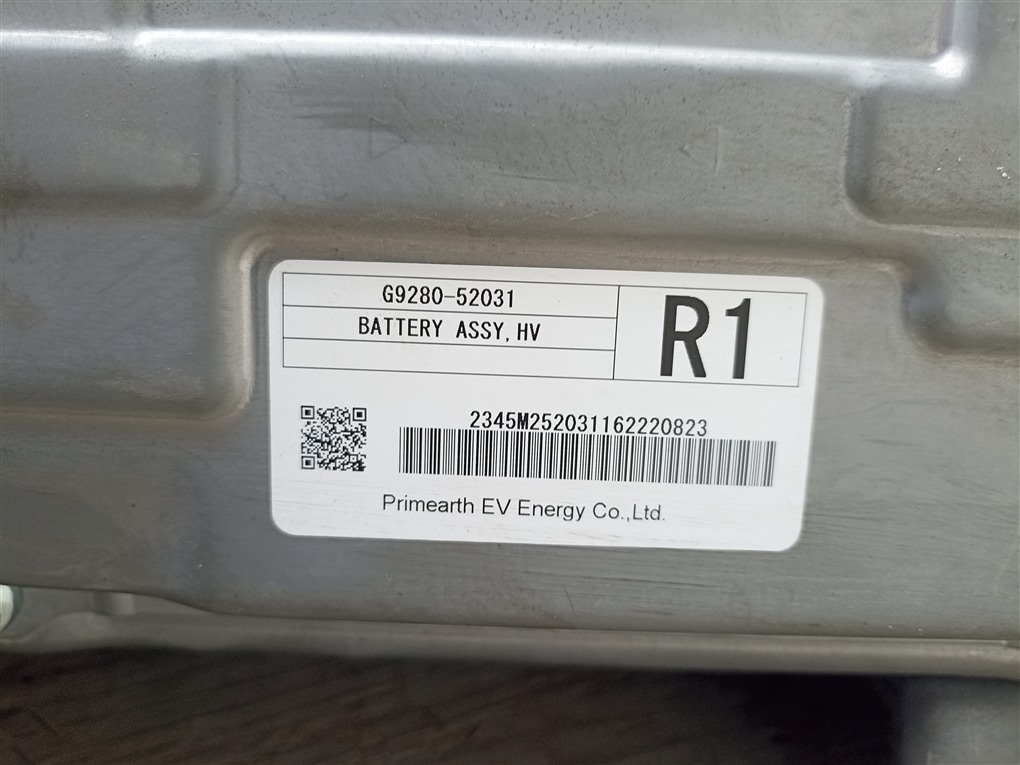 G9280-52031
BATTERY ASSY,HV
R1
2345M252031162220823
Primearth EV Energy Co.,Ltd.